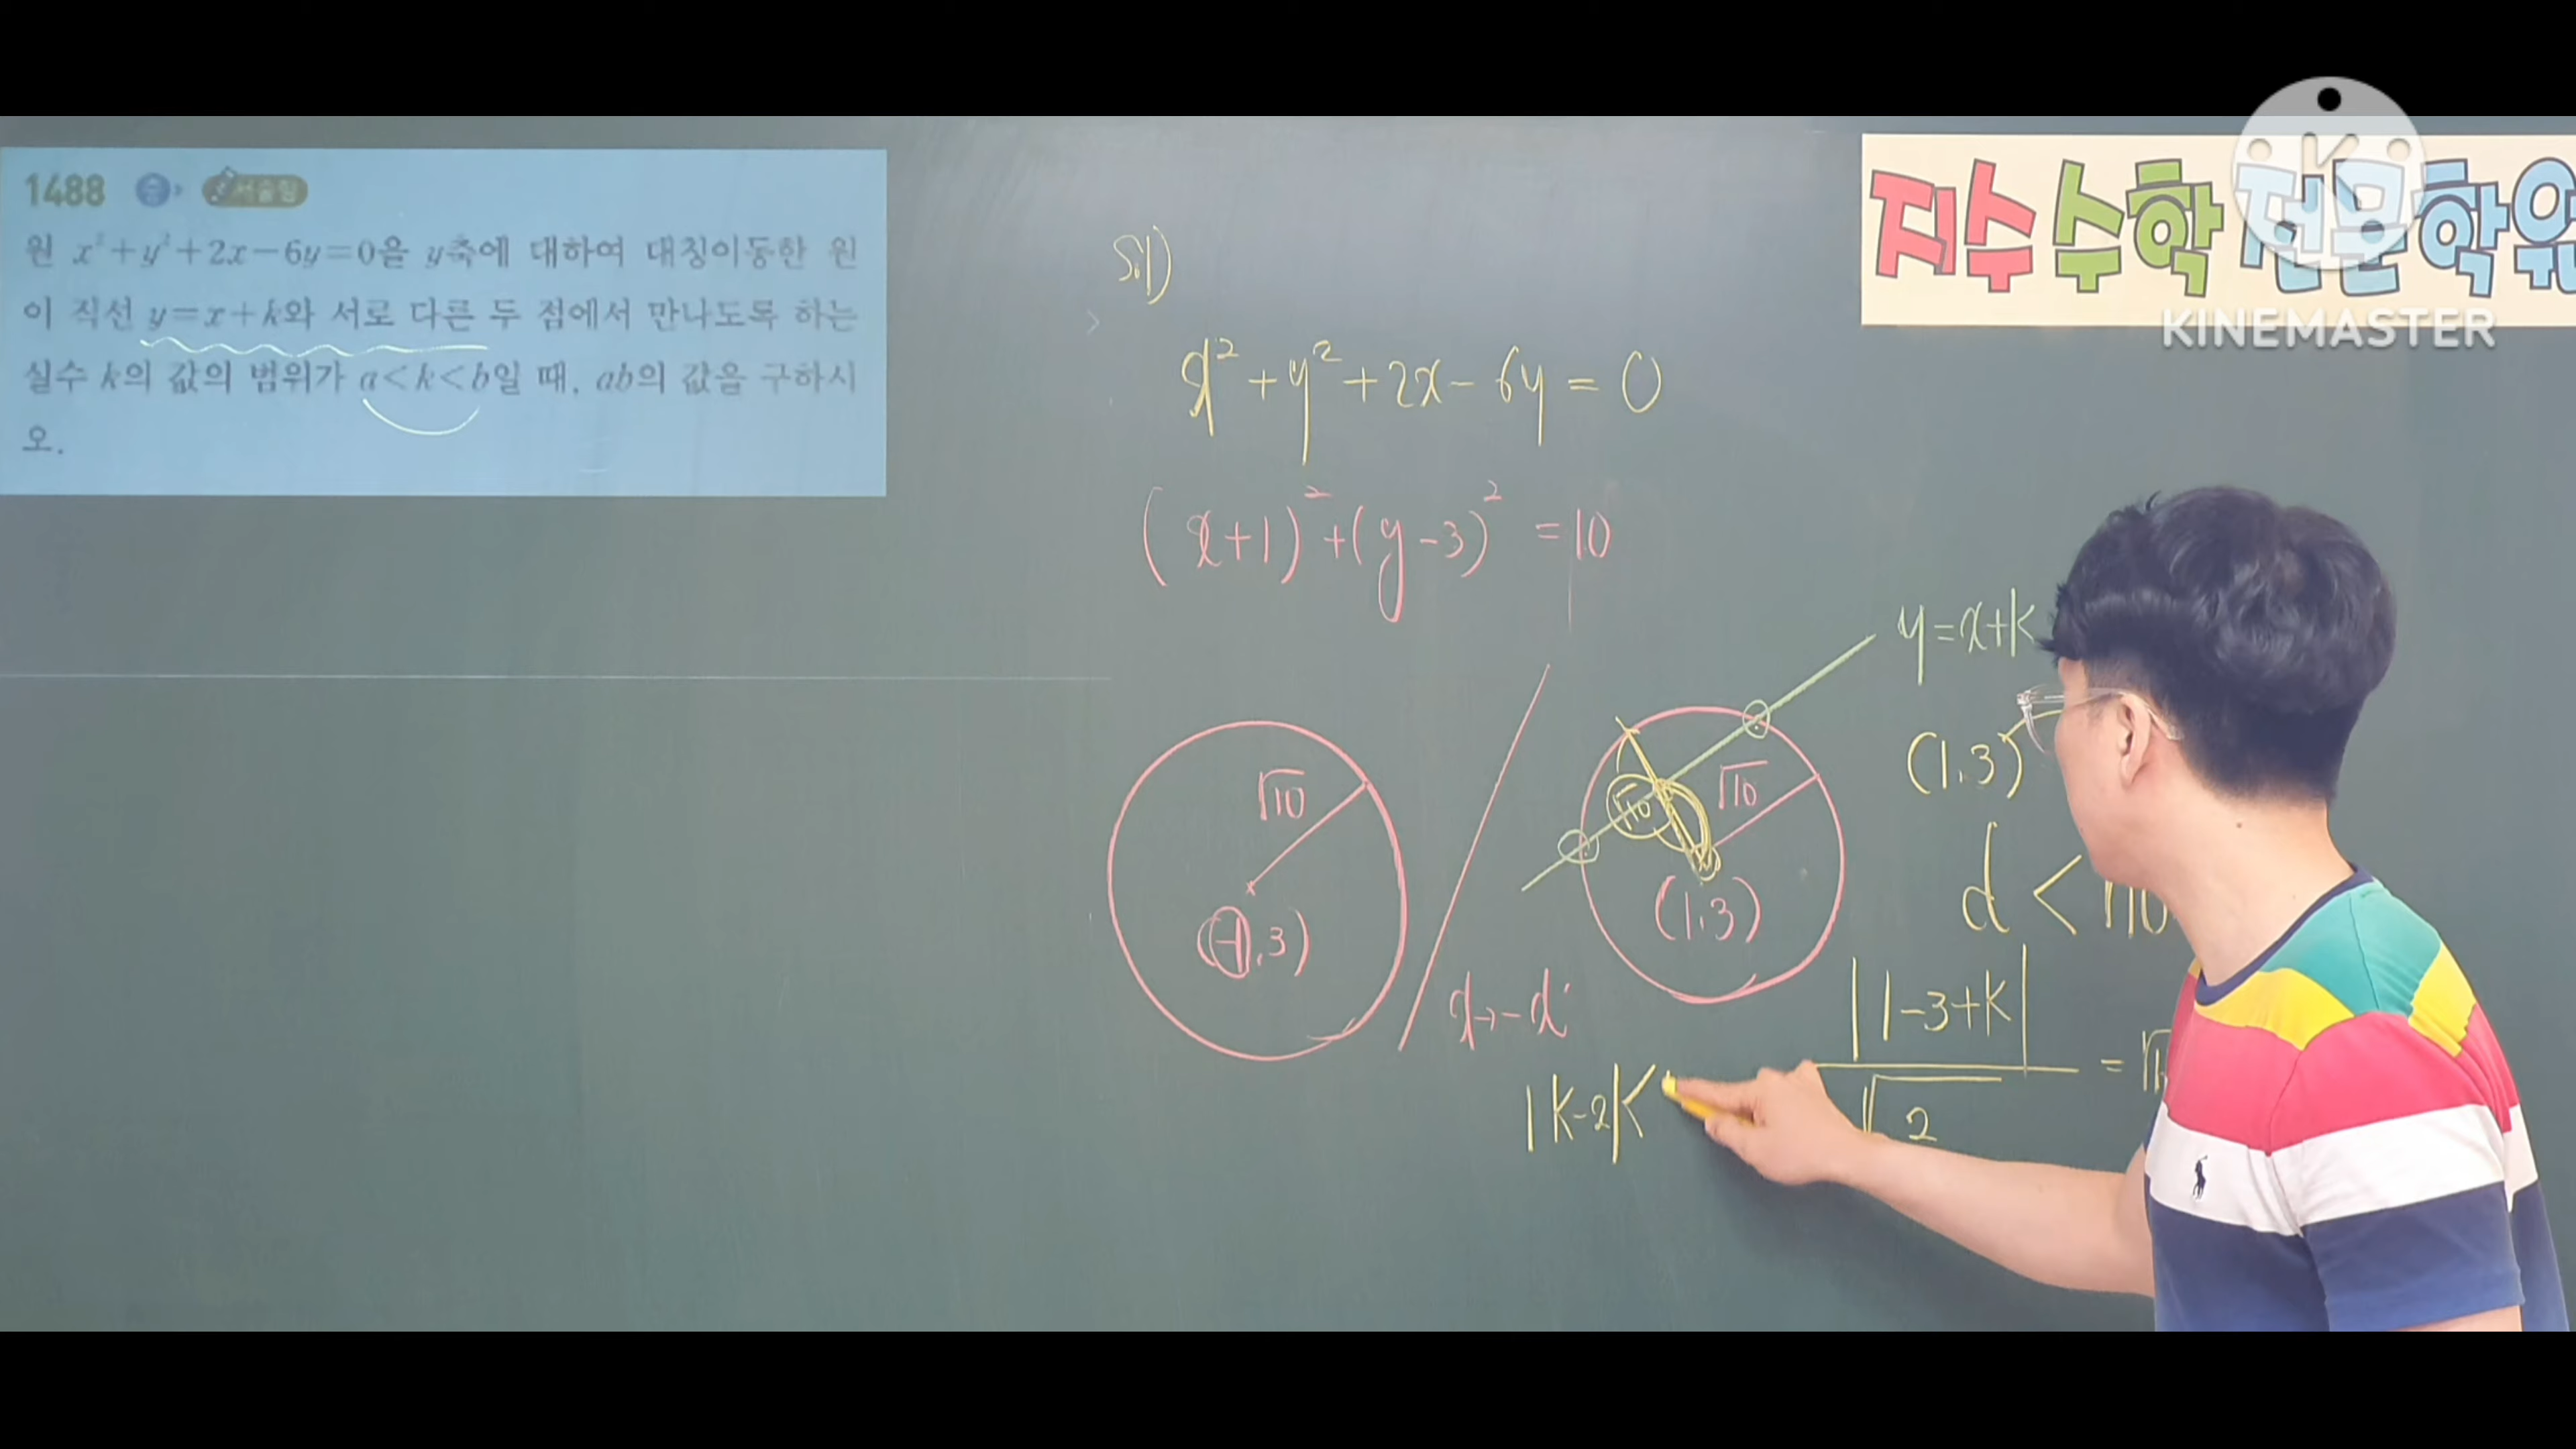 1488 중 서술형
원 x²+y²+2x-6y=0을 y축에 대하여 대칭이동한 원
이 직선 y=x+k와 서로 다른 두 점에서 만나도록 하는
실수 k의 값의 범위가 a<k<b일 때, ab의 값을 구하시
오.
지수 수학 전문학원
KINEMASTER
Sol)
x²+y²+2x-6y=0
(x+1)²+(y-3)²=10
y=x+k
(1,3)
√10
(-1,3)
√10
√10
(1,3)
d<√10
x→-x
|1-3+k|
√2
=
|k-2|<